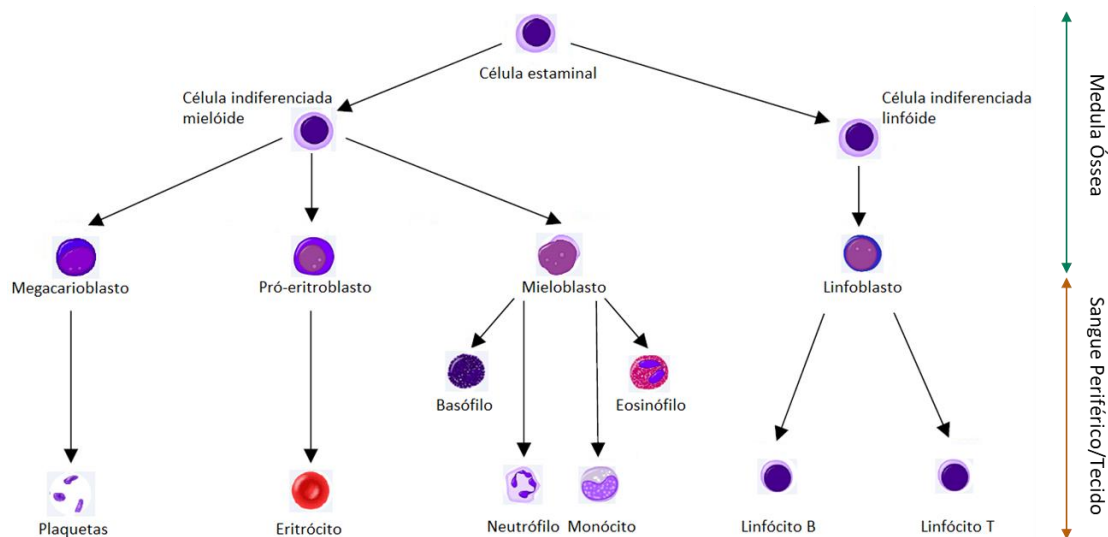 Célula estaminal
Célula indiferenciada
mielóide
Célula indiferenciada
linfóide
Medula Óssea
Megacarioblasto
Pró-eritroblasto
Mieloblasto
Linfoblasto
Basófilo
Eosinófilo
Sangue Periférico/Tecido
Plaquetas
Eritrócito
Neutrófilo
Monócito
Linfócito B
Linfócito T